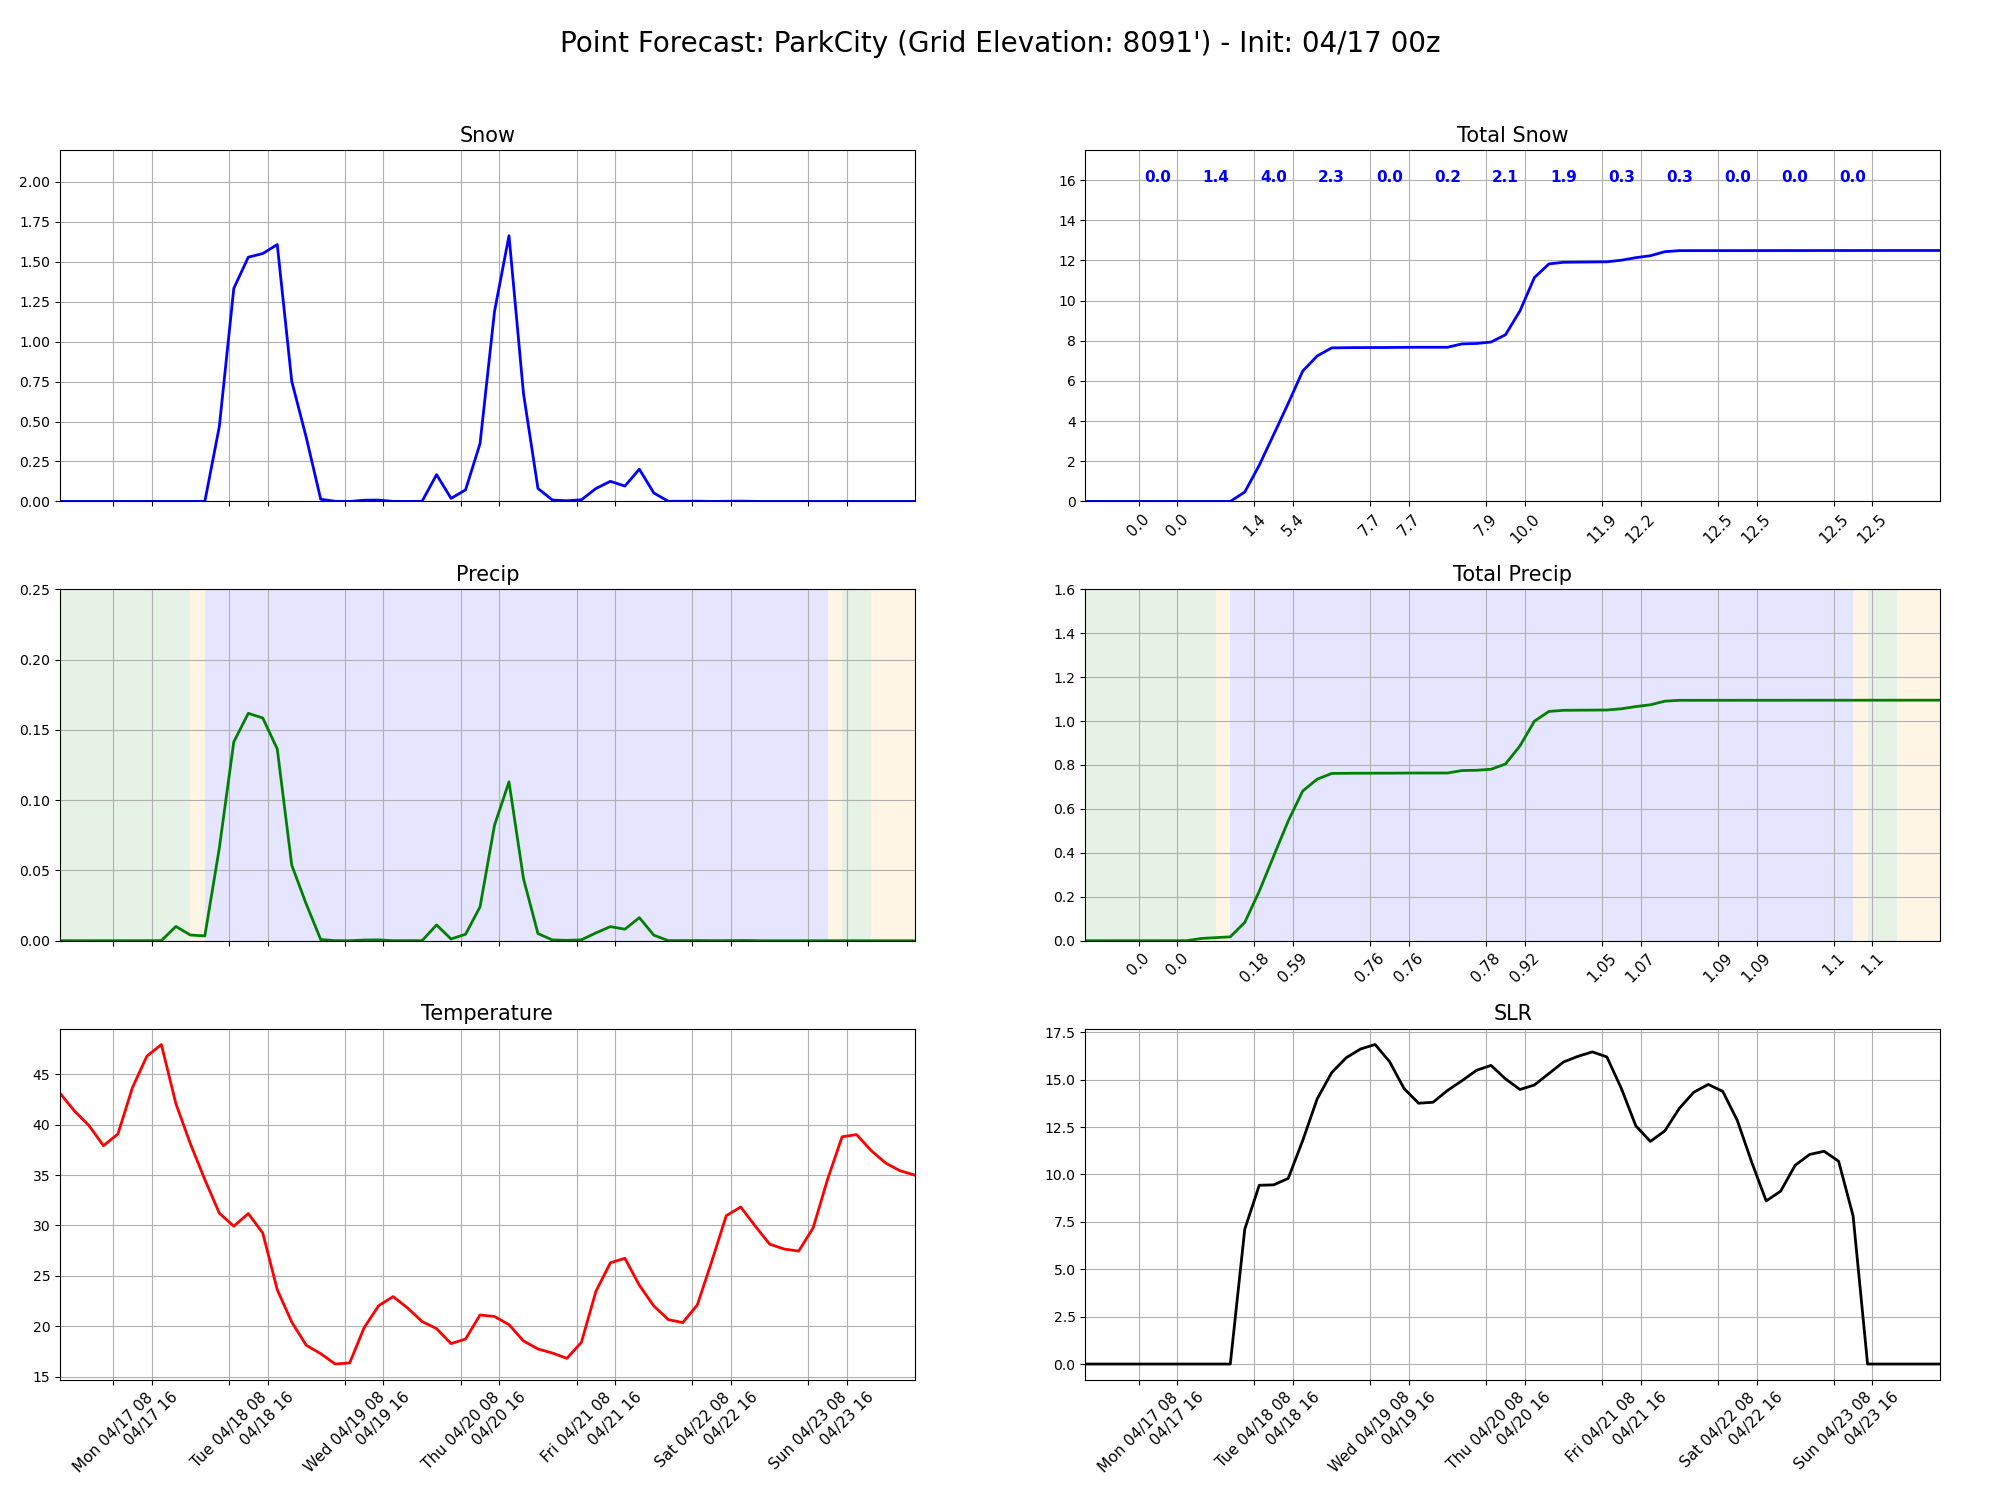 Point Forecast: ParkCity (Grid Elevation: 8091') - Init: 04/17 00z
Snow
2.00
1.75
1.50
1.25
1.00
0.75
0.50
0.25
0.00
Total Snow
0.0 1.4 4.0 2.3 0.0 0.2 2.1 1.9 0.3 0.3 0.0 0.0 0.0
16
14
12
10
8
6
4
2
0
0.0 0.0 1.4 5.4 7.7 7.7 7.9 10.0 11.9 12.2 12.5 12.5 12.5 12.5
Precip
0.25
0.20
0.15
0.10
0.05
0.00
Total Precip
1.6
1.4
1.2
1.0
0.8
0.6
0.4
0.2
0.0
0.0 0.0 0.18 0.59 0.76 0.76 0.78 0.92 1.05 1.07 1.09 1.09 1.1 1.1
Temperature
45
40
35
30
25
20
15
Mon 04/17 08
04/17 16
Tue 04/18 08
04/18 16
Wed 04/19 08
04/19 16
Thu 04/20 08
04/20 16
Fri 04/21 08
04/21 16
Sat 04/22 08
04/22 16
Sun 04/23 08
04/23 16
SLR
17.5
15.0
12.5
10.0
7.5
5.0
2.5
0.0
Mon 04/17 08
04/17 16
Tue 04/18 08
04/18 16
Wed 04/19 08
04/19 16
Thu 04/20 08
04/20 16
Fri 04/21 08
04/21 16
Sat 04/22 08
04/22 16
Sun 04/23 08
04/23 16